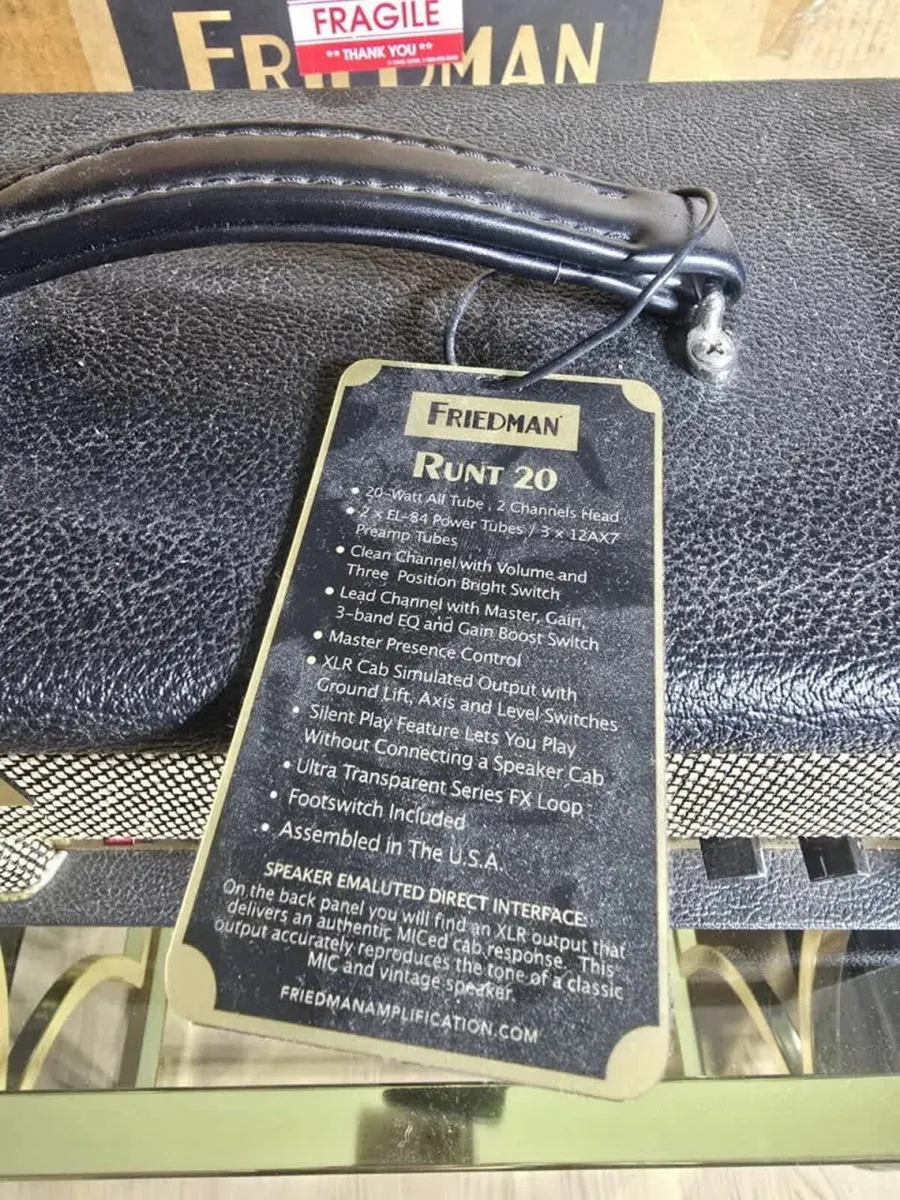 FRAGILE
** THANK YOU **
FRIEDMAN
FRIEDMAN
RUNT 20
• 20-Watt All Tube , 2 Channels Head
• 2 x EL-84 Power Tubes / 3 x 12AX7
Preamp Tubes
• Clean Channel with Volume and
Three Position Bright Switch
• Lead Channel with Master, Gain,
3-band EQ and Gain Boost Switch
• Master Presence Control
• XLR Cab Simulated Output with
Ground Lift, Axis and Level Switches
• Silent Play Feature Lets You Play
Without Connecting a Speaker Cab
• Ultra Transparent Series FX Loop
• Footswitch Included
• Assembled in The U.S.A.
SPEAKER EMALUTED DIRECT INTERFACE:
On the back panel you will find an XLR output that
delivers an authentic MICed cab response. This
output accurately reproduces the tone of a classic
MIC and vintage speaker.
FRIEDMANAMPLIFICATION.COM